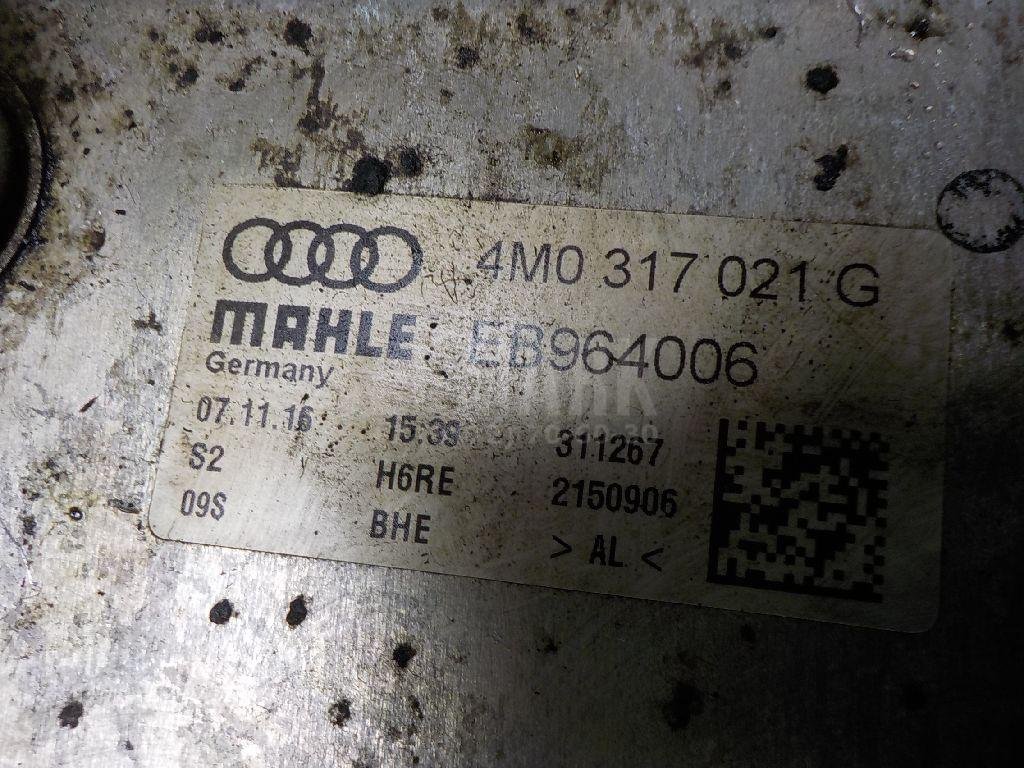 4M0 317 021 G
MAHLE EB964006
Germany
07.11.16 15:39 311267
S2 H6RE 2150906
09S BHE > AL <